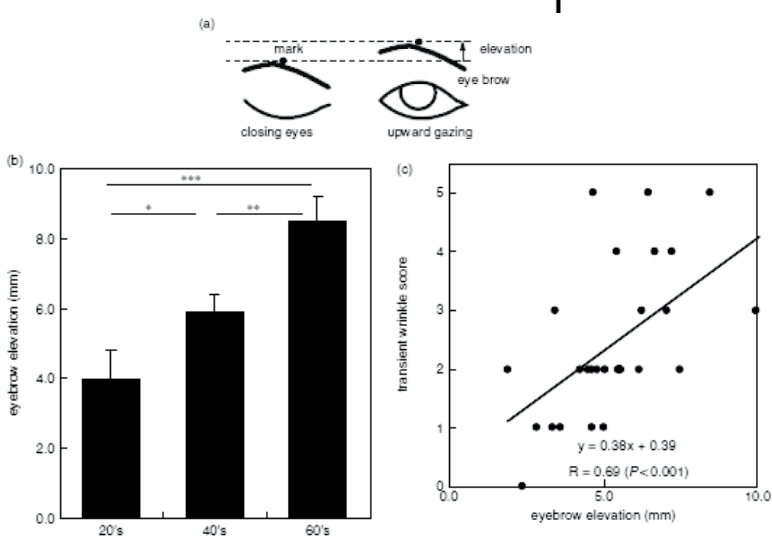 (a)
mark
elevation
eye brow
closing eyes
upward gazing
(b)
10.0
8.0
6.0
4.0
2.0
0.0
eyebrow elevation (mm)
***
*
**
20's
40's
60's
(c)
5
4
3
2
1
0
transient wrinkle score
y = 0.38x + 0.39
R = 0.69 (P<0.001)
0.0
5.0
10.0
eyebrow elevation (mm)